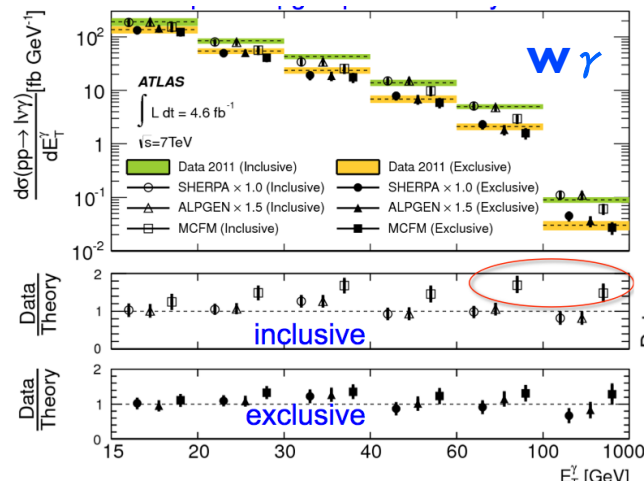 W γ
dσ(pp→ lνγ) [fb GeV⁻¹]
dE_T^γ
10²
10
1
10⁻¹
10⁻²
ATLAS
∫ L dt = 4.6 fb⁻¹
√s=7TeV
Data 2011 (Inclusive)
Data 2011 (Exclusive)
SHERPA × 1.0 (Inclusive)
SHERPA × 1.0 (Exclusive)
ALPGEN × 1.5 (Inclusive)
ALPGEN × 1.5 (Exclusive)
MCFM (Inclusive)
MCFM (Exclusive)
Data
Theory
2
1
0
inclusive
Data
Theory
2
1
0
exclusive
15 20 30 40 60 100 1000
E_T^γ [GeV]